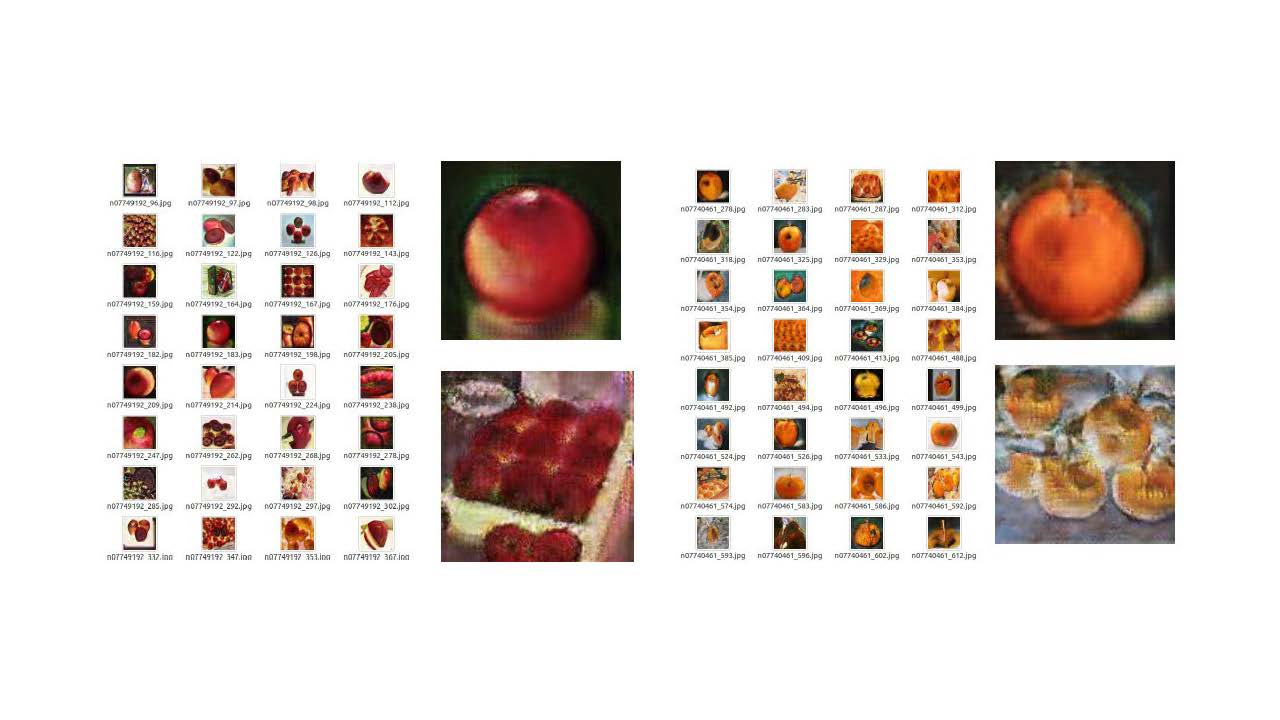 n07749192_96.jpg n07749192_97.jpg n07749192_98.jpg n07749192_112.jpg
n07749192_116.jpg n07749192_122.jpg n07749192_126.jpg n07749192_143.jpg
n07749192_159.jpg n07749192_164.jpg n07749192_167.jpg n07749192_176.jpg
n07749192_182.jpg n07749192_183.jpg n07749192_198.jpg n07749192_205.jpg
n07749192_209.jpg n07749192_214.jpg n07749192_224.jpg n07749192_238.jpg
n07749192_247.jpg n07749192_262.jpg n07749192_268.jpg n07749192_278.jpg
n07749192_285.jpg n07749192_292.jpg n07749192_297.jpg n07749192_302.jpg
n07749192_337.jpg n07749192_347.jpg n07749192_353.jpg n07749192_367.jpg
n07740461_278.jpg n07740461_283.jpg n07740461_287.jpg n07740461_312.jpg
n07740461_318.jpg n07740461_325.jpg n07740461_329.jpg n07740461_353.jpg
n07740461_354.jpg n07740461_364.jpg n07740461_369.jpg n07740461_384.jpg
n07740461_385.jpg n07740461_409.jpg n07740461_413.jpg n07740461_488.jpg
n07740461_492.jpg n07740461_494.jpg n07740461_496.jpg n07740461_499.jpg
n07740461_524.jpg n07740461_526.jpg n07740461_533.jpg n07740461_543.jpg
n07740461_574.jpg n07740461_583.jpg n07740461_586.jpg n07740461_592.jpg
n07740461_593.jpg n07740461_596.jpg n07740461_602.jpg n07740461_612.jpg